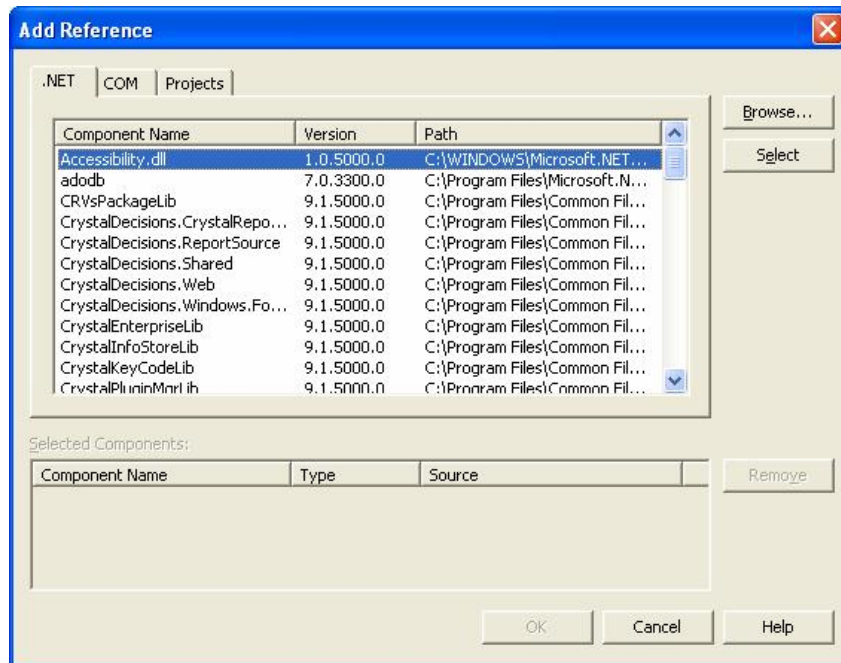 Add Reference
.NET COM Projects
Browse...
Select
Component Name Version Path
Accessibility.dll 1.0.5000.0 C:\WINDOWS\Microsoft.NET...
adodb 7.0.3300.0 C:\Program Files\Microsoft.N...
CRVsPackageLib 9.1.5000.0 C:\Program Files\Common Fil...
CrystalDecisions.CrystalRepo... 9.1.5000.0 C:\Program Files\Common Fil...
CrystalDecisions.ReportSource 9.1.5000.0 C:\Program Files\Common Fil...
CrystalDecisions.Shared 9.1.5000.0 C:\Program Files\Common Fil...
CrystalDecisions.Web 9.1.5000.0 C:\Program Files\Common Fil...
CrystalDecisions.Windows.Fo... 9.1.5000.0 C:\Program Files\Common Fil...
CrystalEnterpriseLib 9.1.5000.0 C:\Program Files\Common Fil...
CrystalInfoStoreLib 9.1.5000.0 C:\Program Files\Common Fil...
CrystalKeyCodeLib 9.1.5000.0 C:\Program Files\Common Fil...
CrystalPluginMgrLib 9.1.5000.0 C:\Program Files\Common Fil...
Selected Components:
Component Name Type Source
Remove
OK Cancel Help